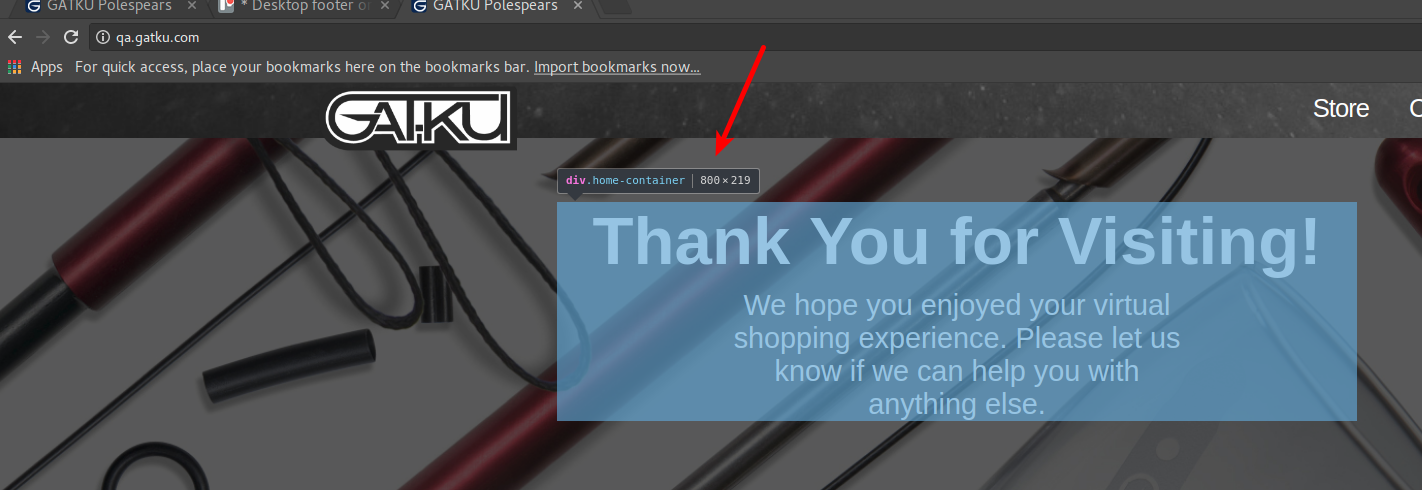 GATKU Polespears ×
* Desktop footer o ×
GATKU Polespears ×
qa.gatku.com
Apps For quick access, place your bookmarks here on the bookmarks bar. Import bookmarks now...
GATKU
Store
div.home-container | 800×219
Thank You for Visiting!
We hope you enjoyed your virtual
shopping experience. Please let us
know if we can help you with
anything else.